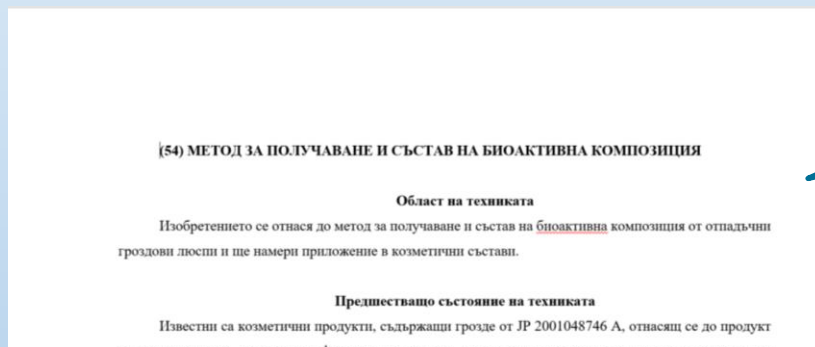 (54) МЕТОД ЗА ПОЛУЧАВАНЕ И СЪСТАВ НА БИОАКТИВНА КОМПОЗИЦИЯ
Област на техниката
Изобретението се отнася до метод за получаване и състав на биоактивна композиция от отпадъчни
гроздови люспи и ще намери приложение в козметични състави.
Предшестващо състояние на техниката
Известни са козметични продукти, съдържащи грозде от JP 2001048746 A, отнасящ се до продукт